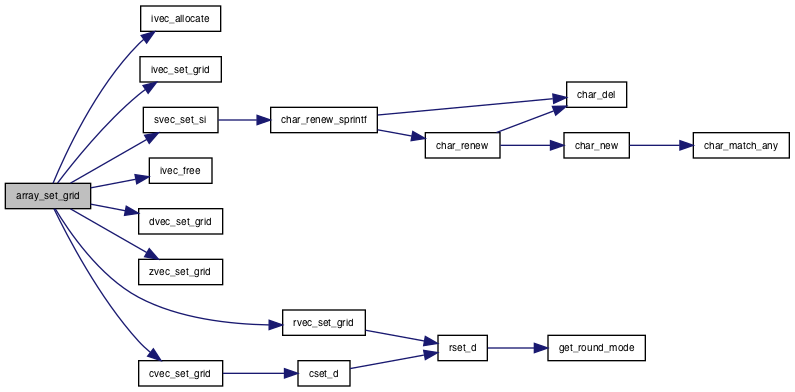 ivec_allocate
ivec_set_grid
char_del
svec_set_si
char_renew_sprintf
char_renew
char_new
char_match_any
ivec_free
array_set_grid
dvec_set_grid
zvec_set_grid
rvec_set_grid
rset_d
get_round_mode
cvec_set_grid
cset_d